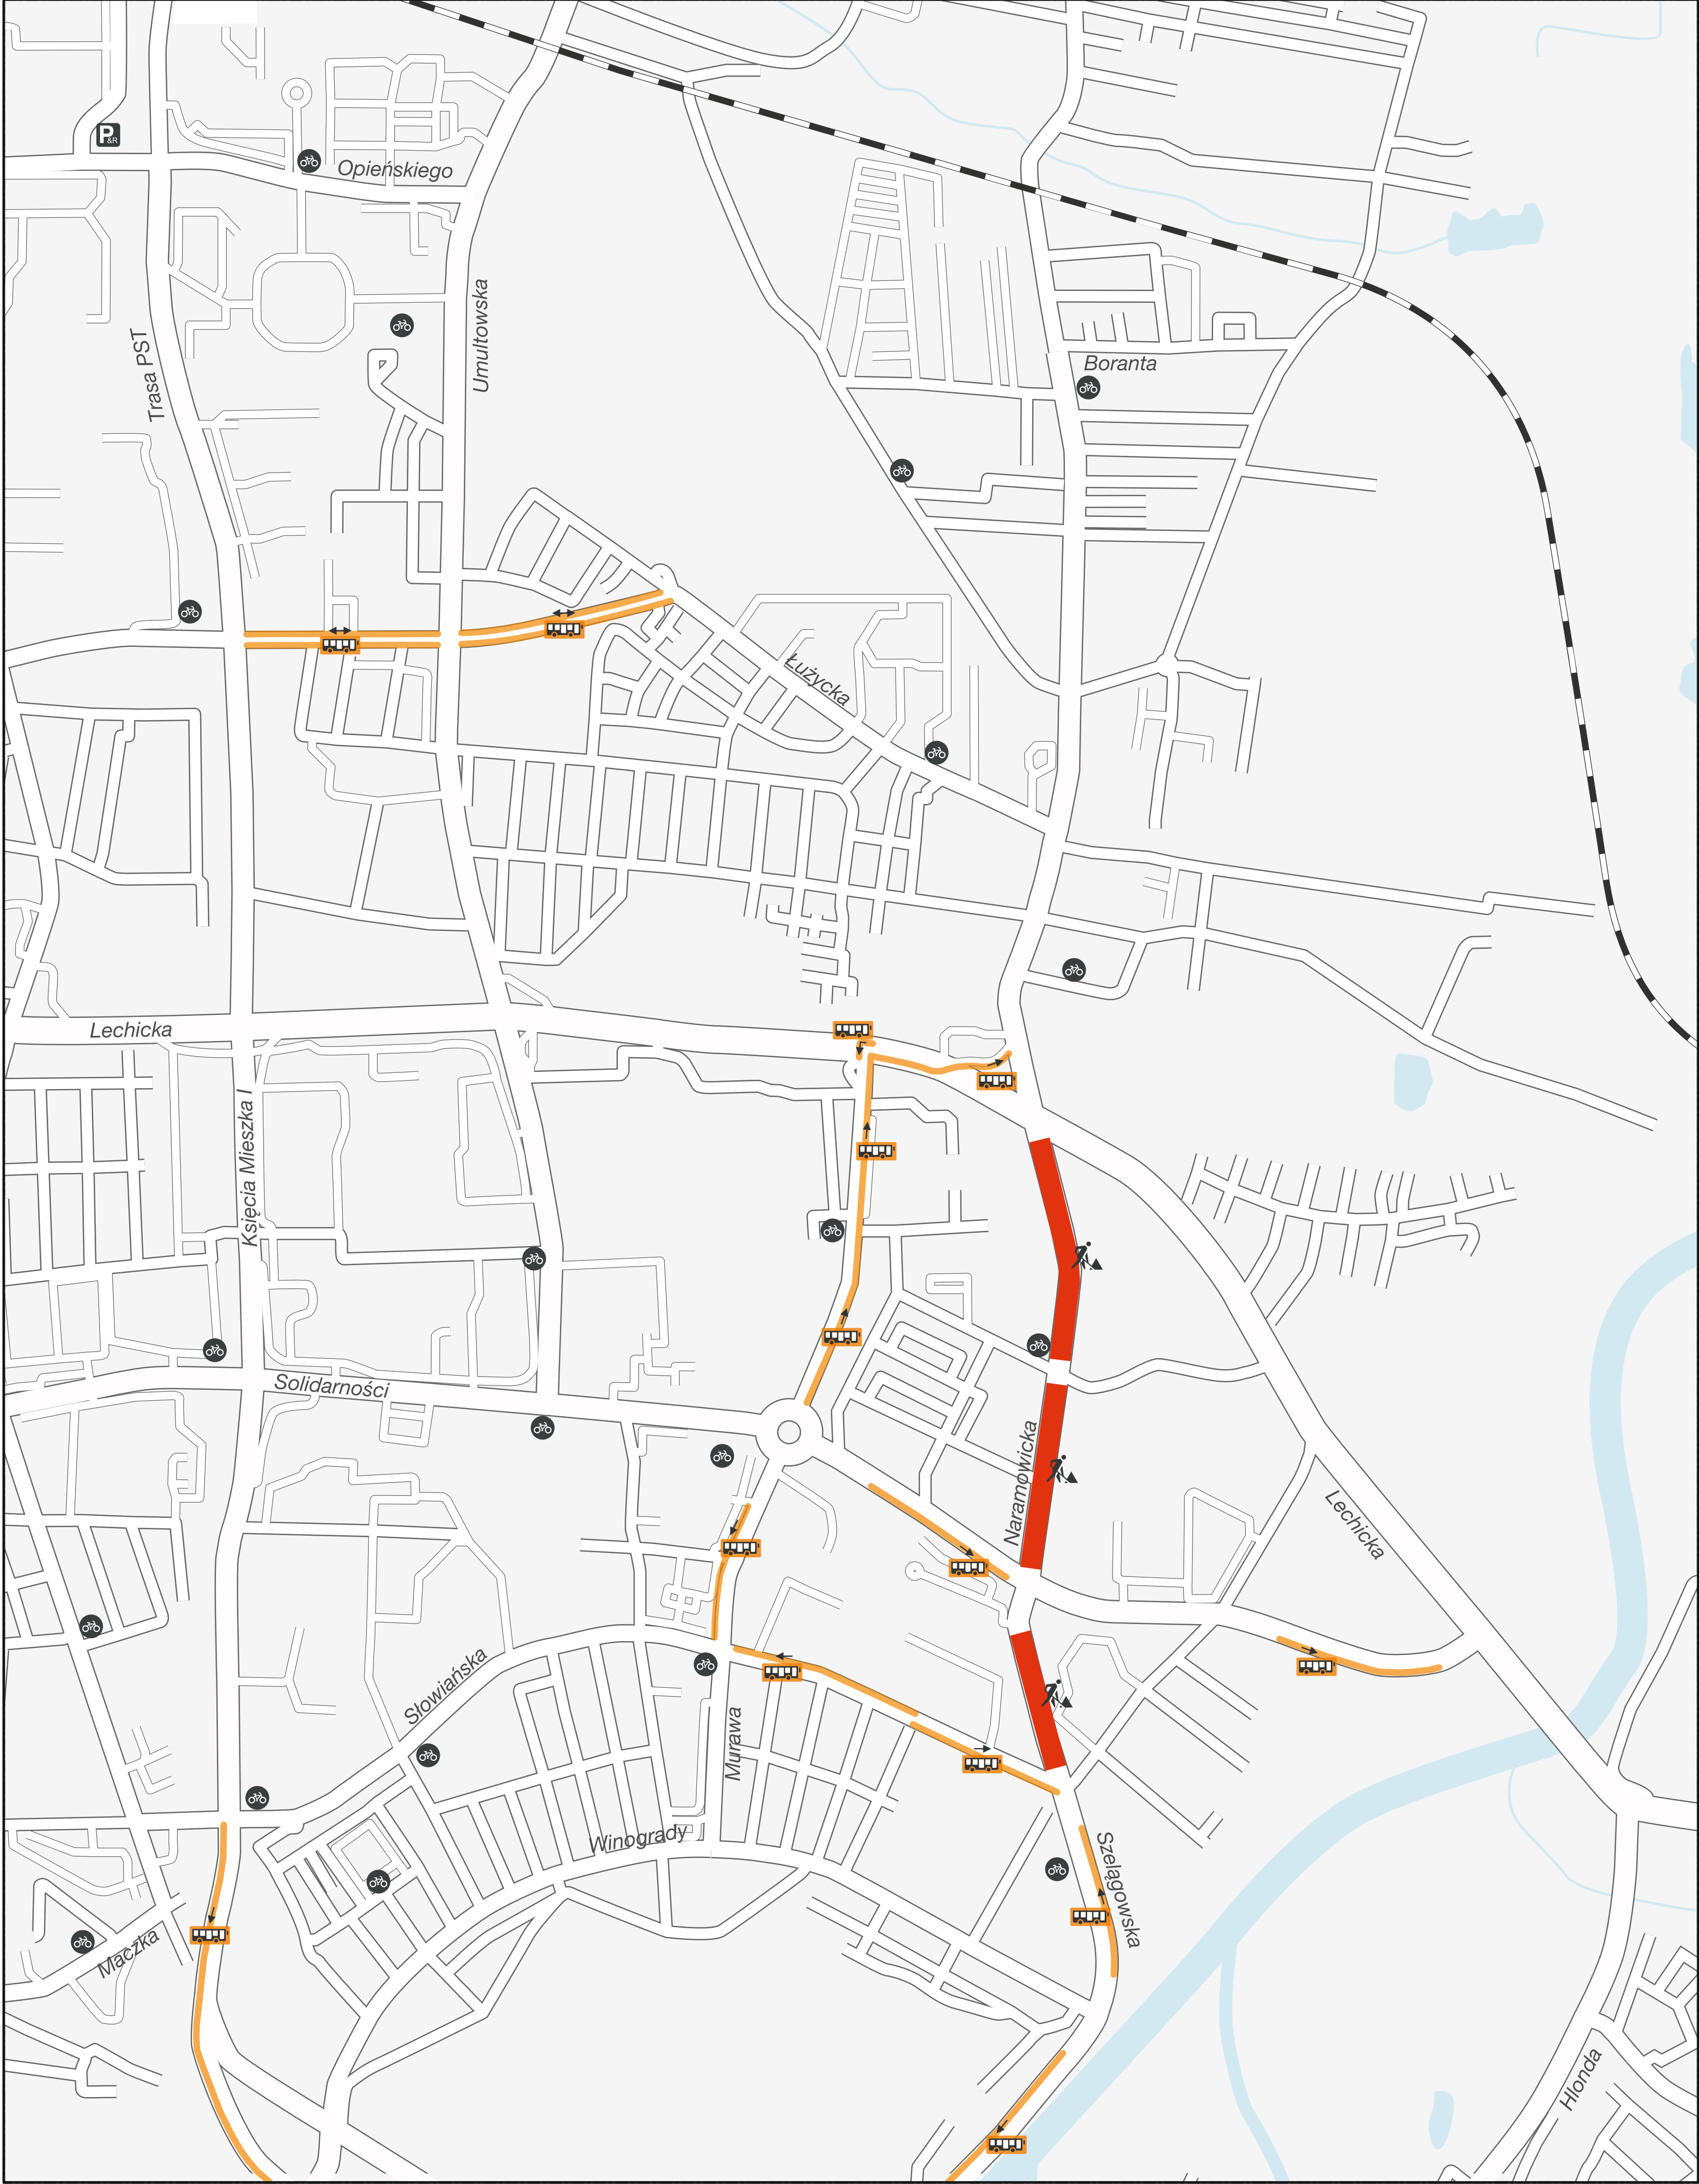 P
&R
Opieńskiego
Umultowska
Trasa PST
Boranta
Łużycka
Lechicka
Księcia Mieszka I
Solidarności
Naramowicka
Lechicka
Słowiańska
Murawa
Winogrady
Szelągowska
Maczka
Hlonda